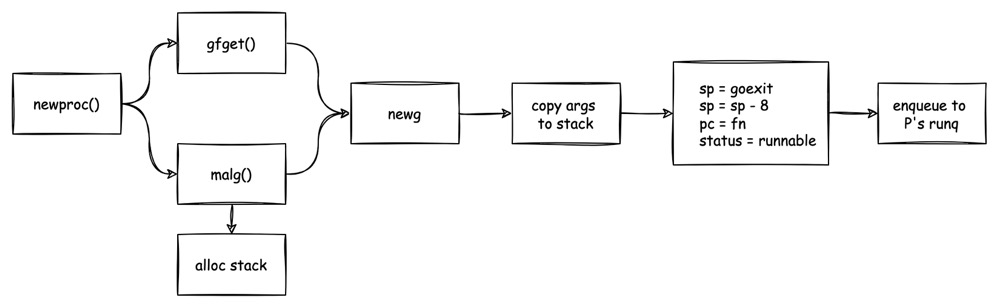 newproc()
gfget()
malg()
alloc stack
newg
copy args
to stack
sp = goexit
sp = sp - 8
pc = fn
status = runnable
enqueue to
P's runq